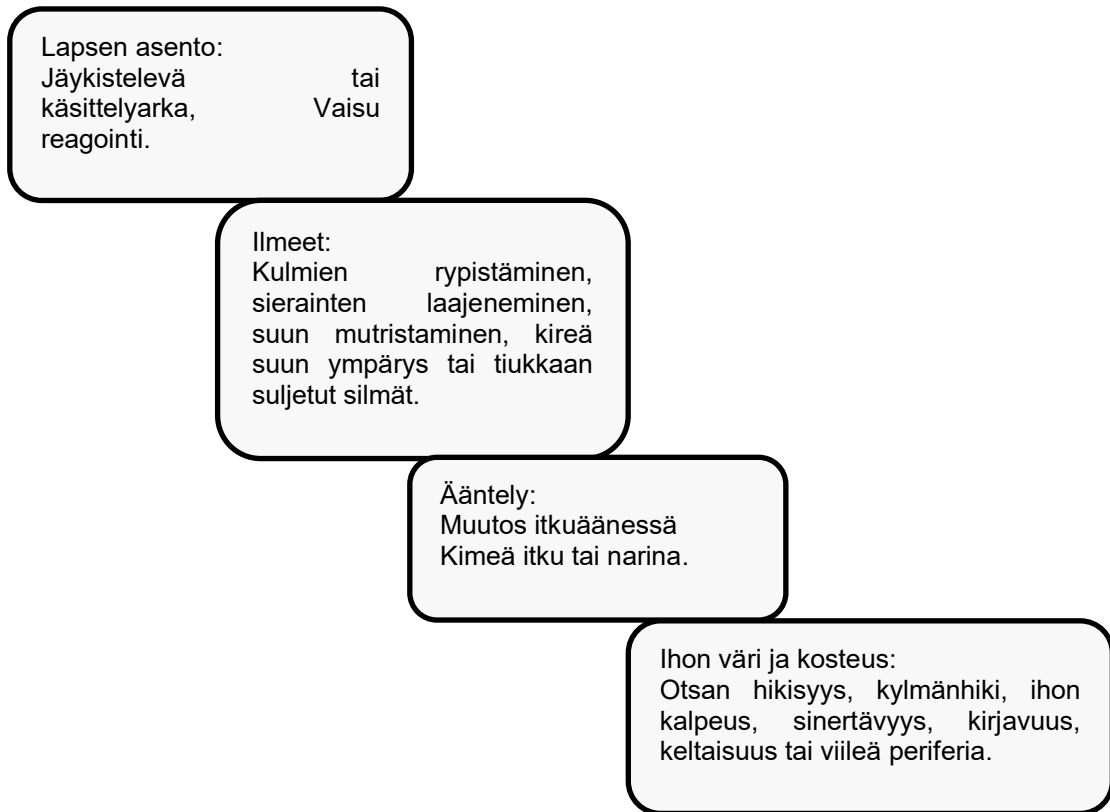 Lapsen asento:
Jäykistelevä tai
käsittelyarka, Vaisu
reagointi.
Ilmeet:
Kulmien rypistäminen,
sierainten laajeneminen,
suun mutristaminen, kireä
suun ympärys tai tiukkaan
suljetut silmät.
Ääntely:
Muutos itkuäänessä
Kimeä itku tai narina.
Ihon väri ja kosteus:
Otsan hikisyys, kylmänhiki, ihon
kalpeus, sinertävyys, kirjavuus,
keltaisuus tai viileä periferia.